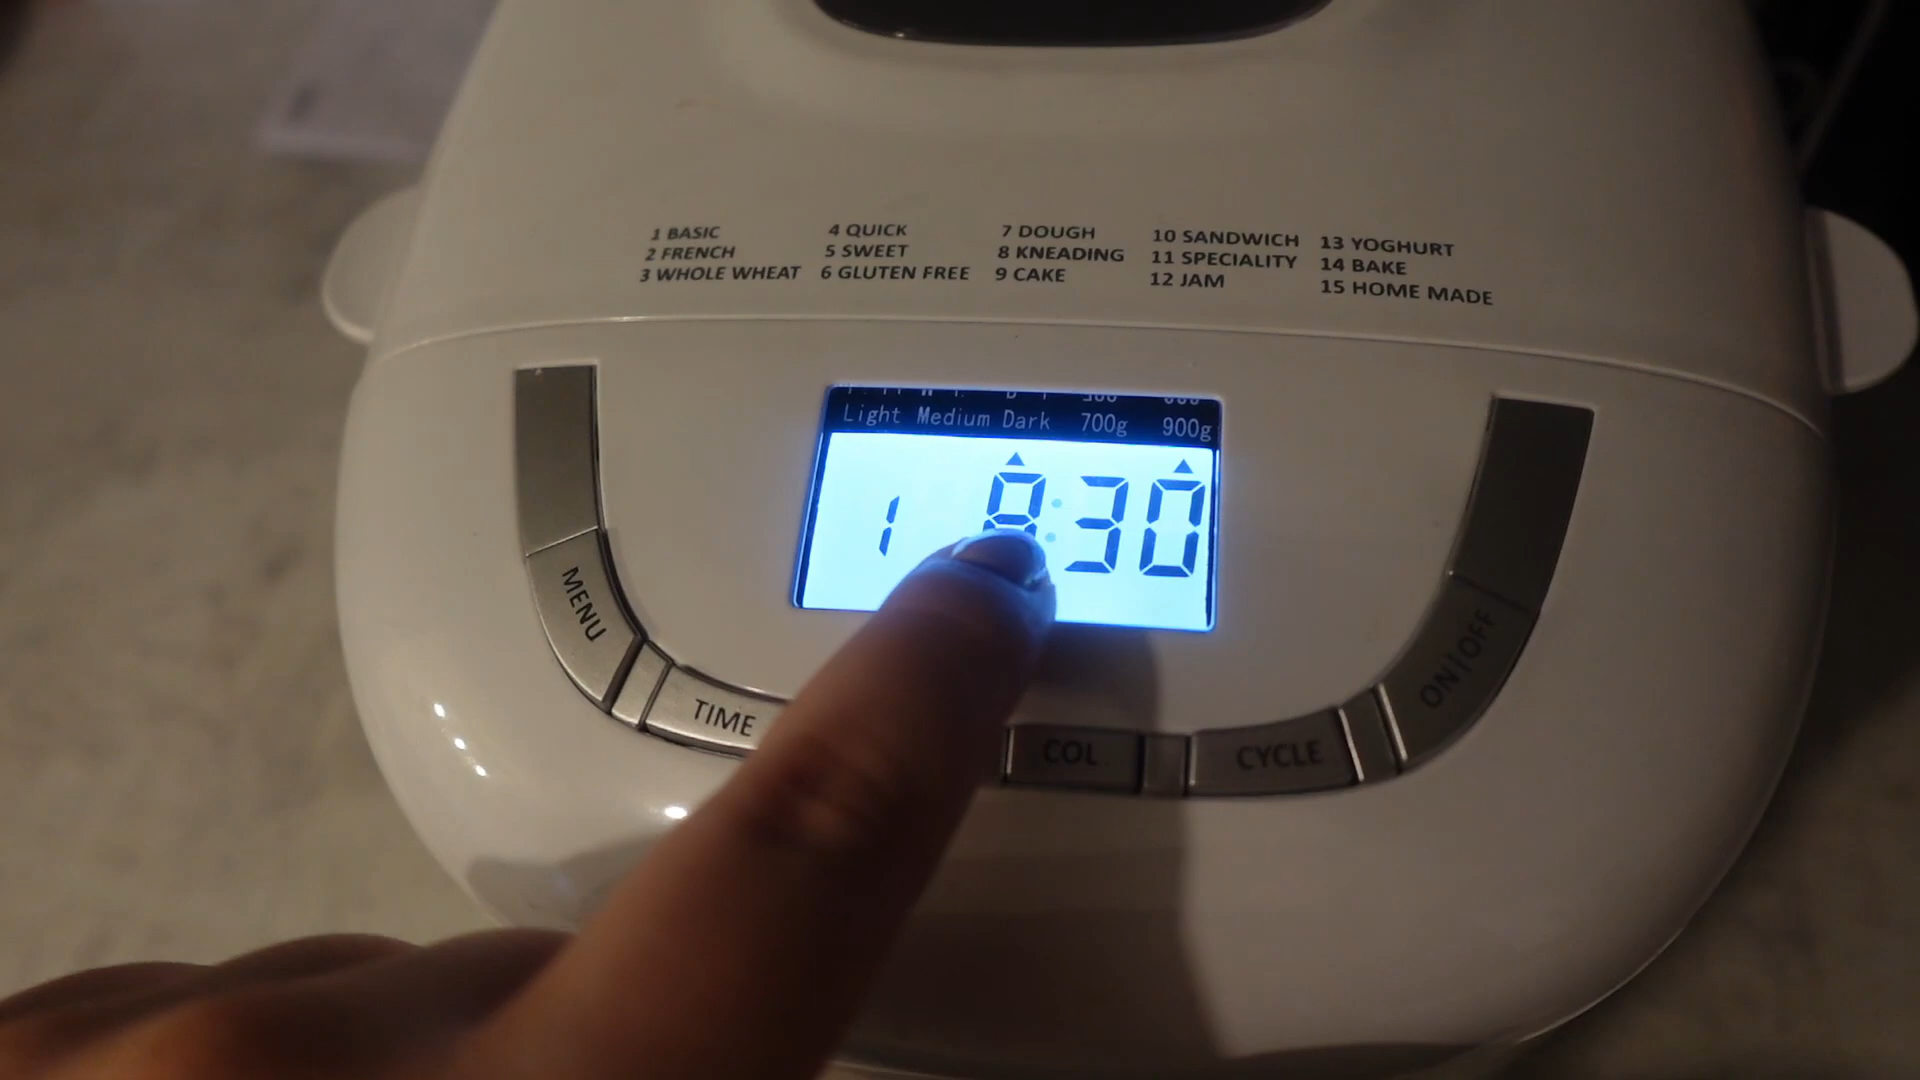 1 BASIC
2 FRENCH
3 WHOLE WHEAT
4 QUICK
5 SWEET
6 GLUTEN FREE
7 DOUGH
8 KNEADING
9 CAKE
10 SANDWICH
11 SPECIALITY
12 JAM
13 YOGHURT
14 BAKE
15 HOME MADE
Light Medium Dark 700g 900g
1 :30
MENU
TIME
COL
CYCLE
ON|OFF